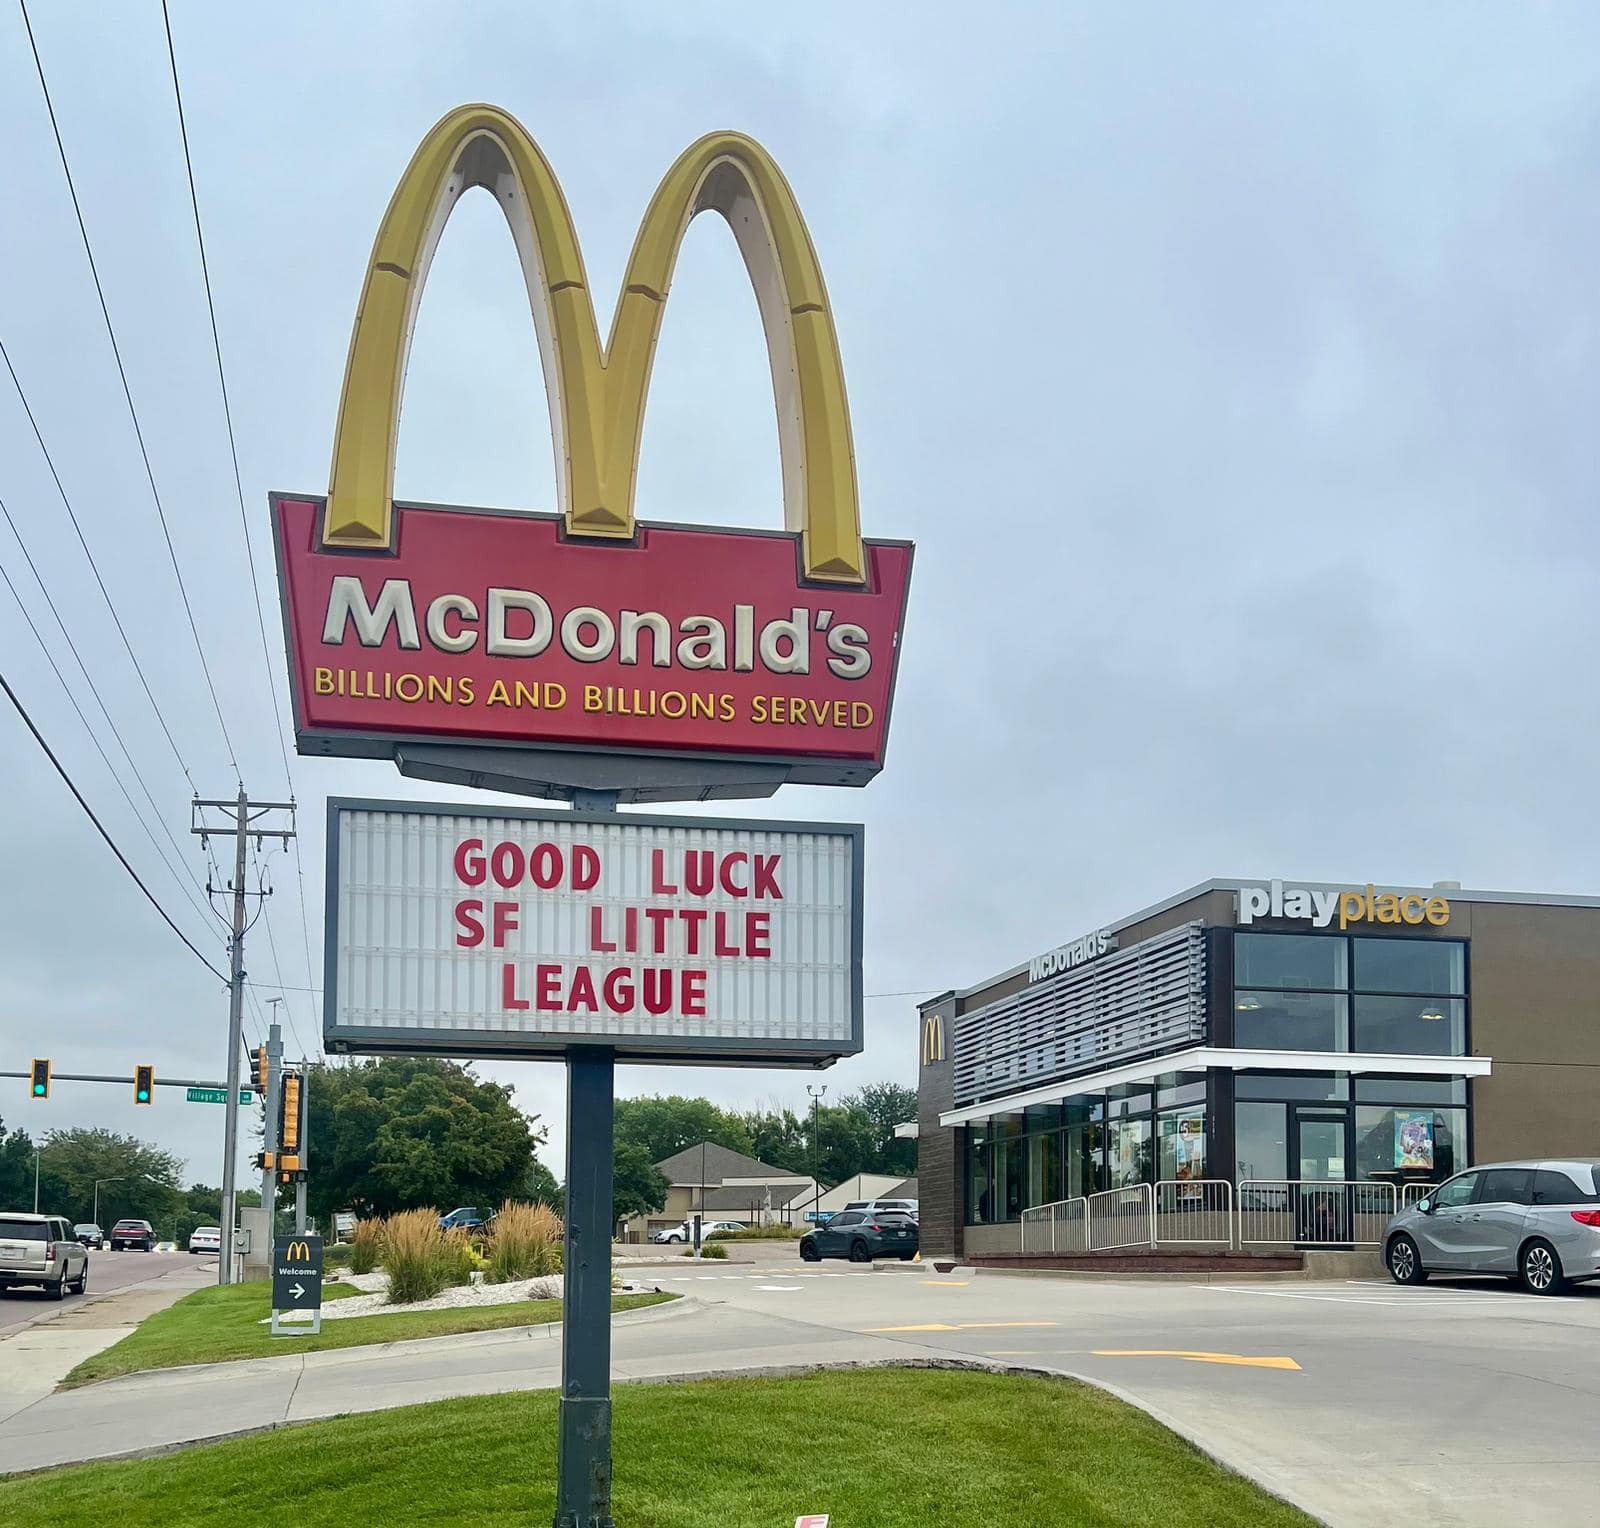 McDonald's
BILLIONS AND BILLIONS SERVED
GOOD LUCK
SF LITTLE
LEAGUE
playplace
McDonald's
Welcome